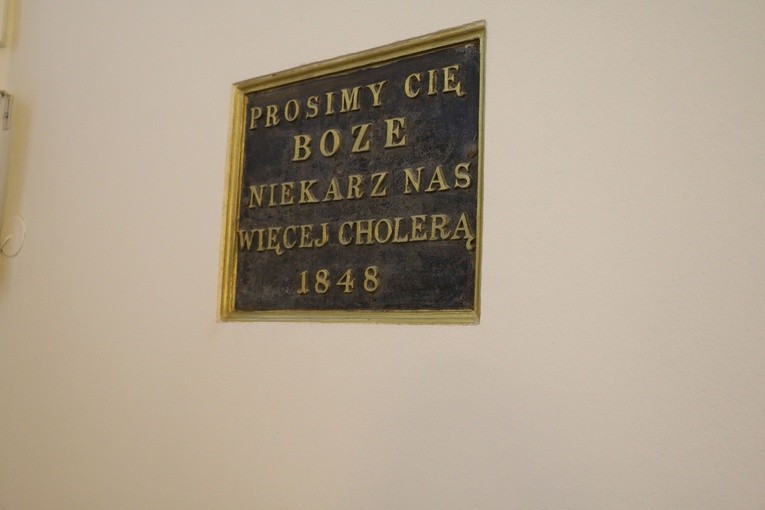 PROSIMY CIĘ
BOZE
NIEKARZ NAS
WIĘCEJ CHOLERĄ
1848